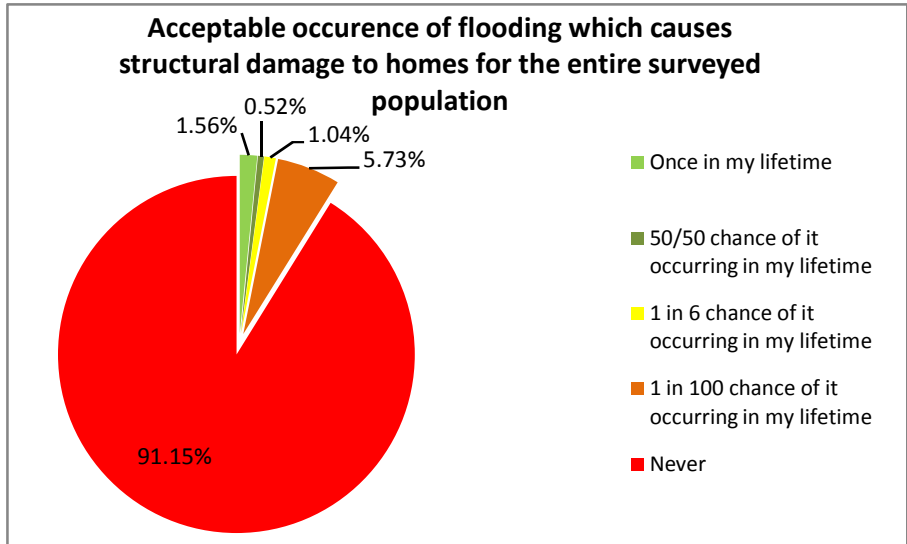 Acceptable occurence of flooding which causes
structural damage to homes for the entire surveyed
population
0.52%
1.56%
1.04%
5.73%
91.15%
Once in my lifetime
50/50 chance of it
occurring in my lifetime
1 in 6 chance of it
occurring in my lifetime
1 in 100 chance of it
occurring in my lifetime
Never